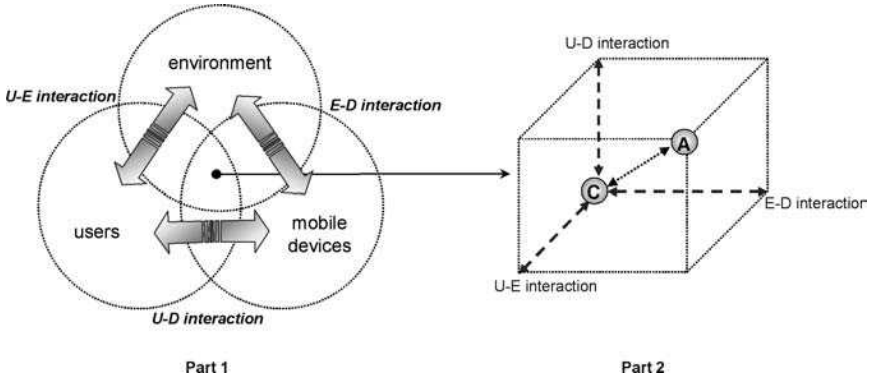 environment
U-E interaction
E-D interaction
users
mobile
devices
U-D interaction
Part 1
U-D interaction
A
C
E-D interaction
U-E interaction
Part 2